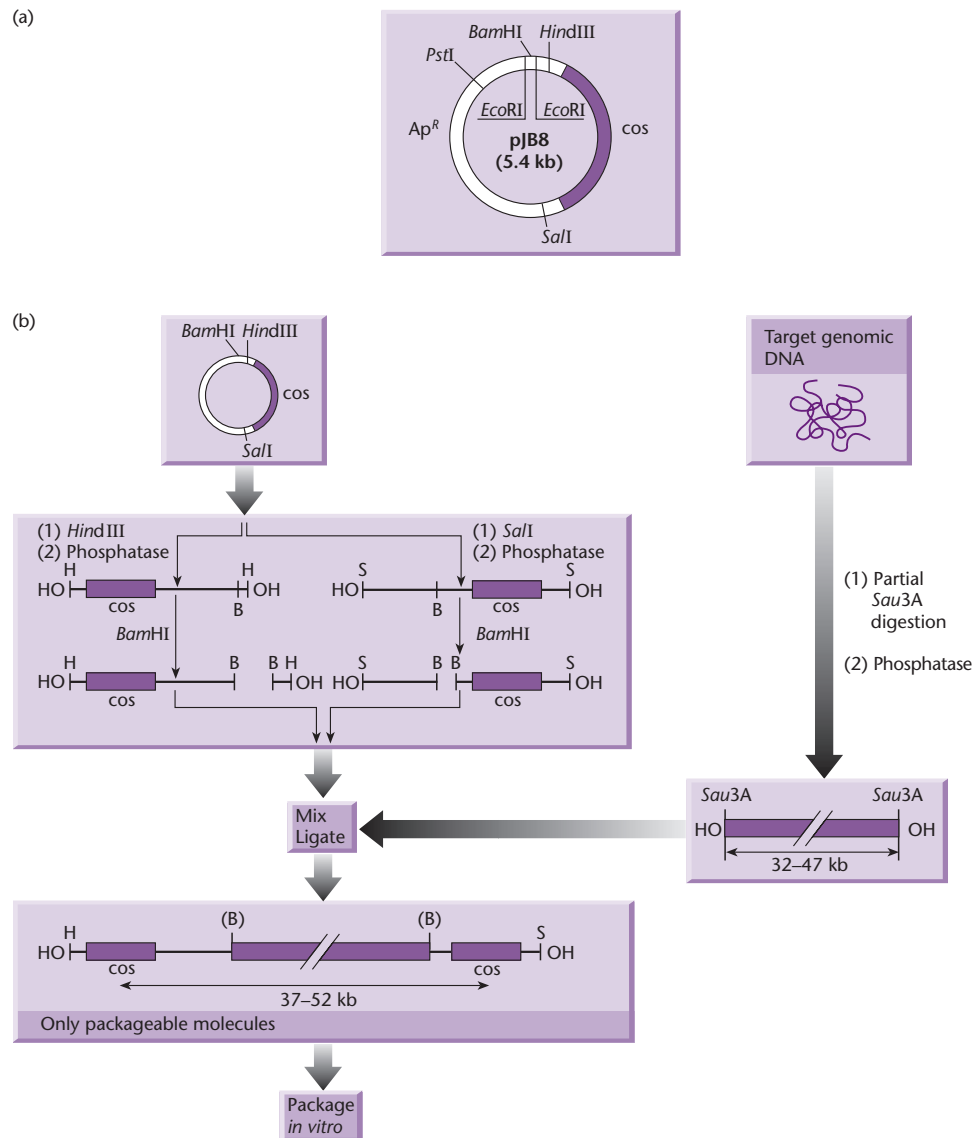 (a)
BamHI
HindIII
PstI
EcoRI
EcoRI
Ap^R
cos
pJB8
(5.4 kb)
SalI
(b)
BamHI HindIII
cos
SalI
Target genomic
DNA
(1) HindIII
(2) Phosphatase
(1) SalI
(2) Phosphatase
H
H
S
S
HO
OH
HO
OH
cos
B
B
cos
BamHI
BamHI
H
B
B H
S
B B
S
HO
OH
HO
OH
cos
cos
(1) Partial
Sau3A
digestion
(2) Phosphatase
Mix
Ligate
Sau3A
Sau3A
HO
OH
32–47 kb
H
(B)
(B)
S
HO
OH
cos
cos
37–52 kb
Only packageable molecules
Package
in vitro